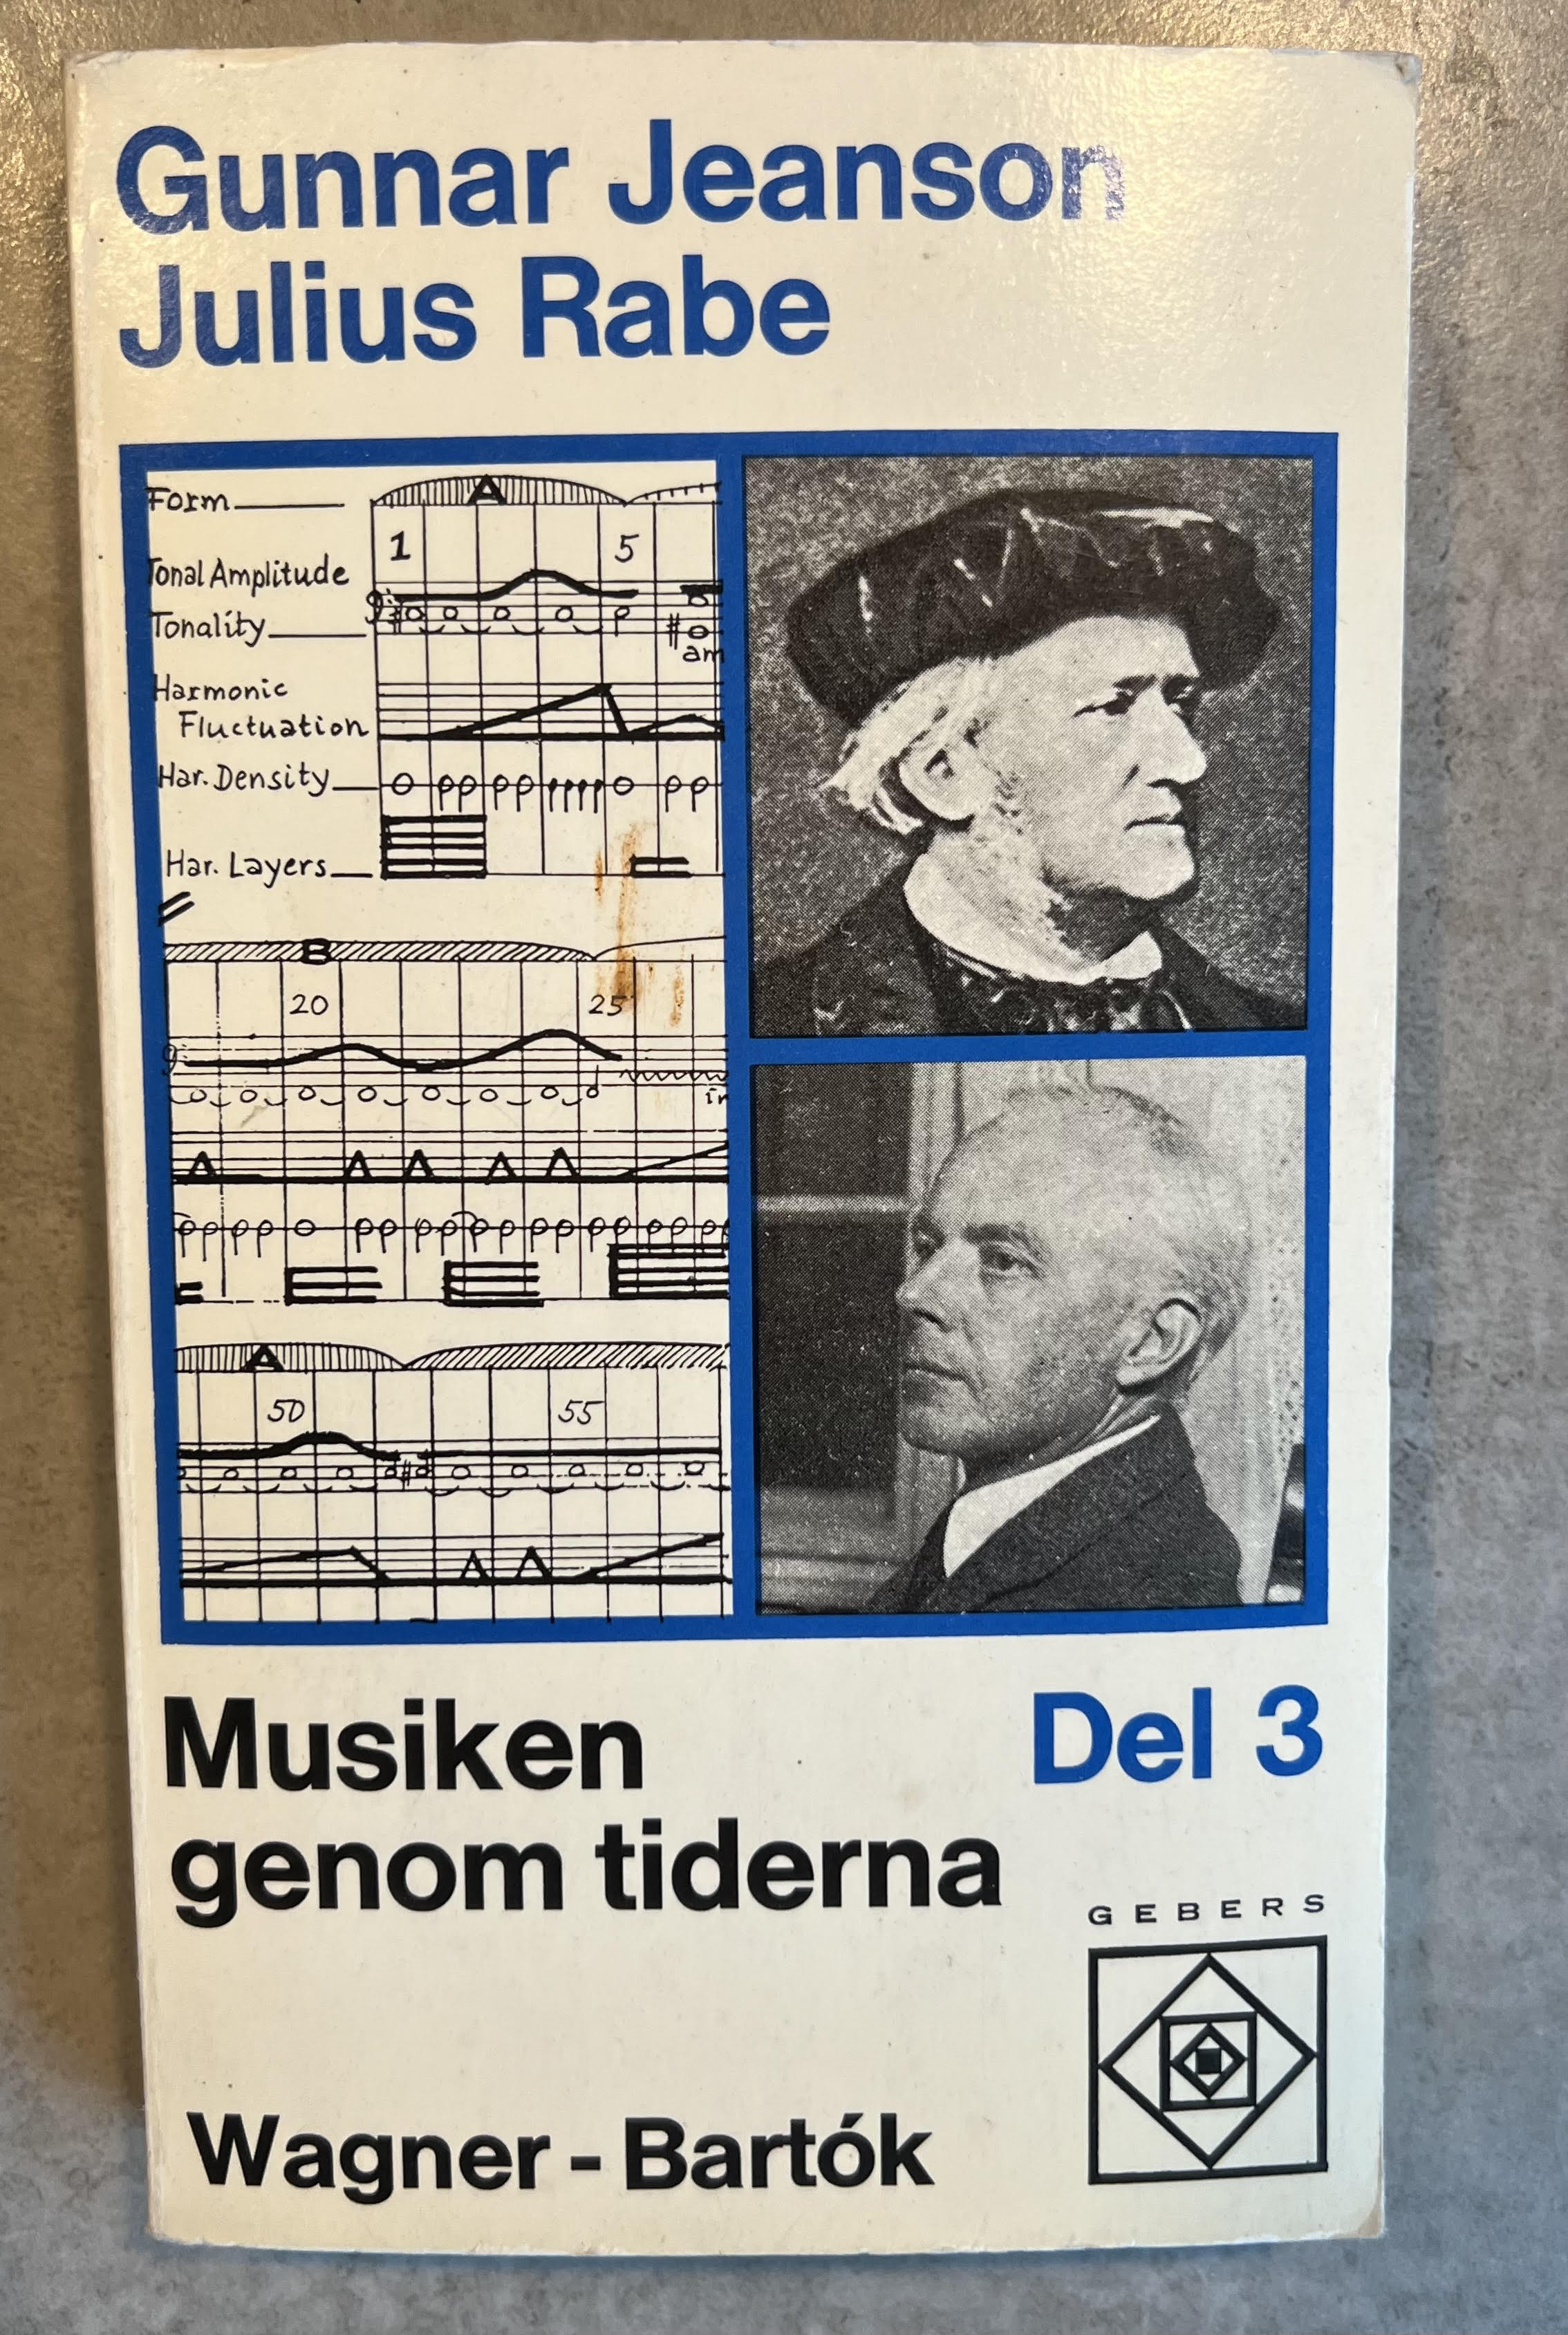 Gunnar Jeanson
Julius Rabe
Form
A
1
5
Tonal Amplitude
Tonality
am
Harmonic
Fluctuation
Har. Density
Har. Layers
B
20
25
A
50
55
Musiken
genom tiderna
Del 3
GEBERS
Wagner - Bartók